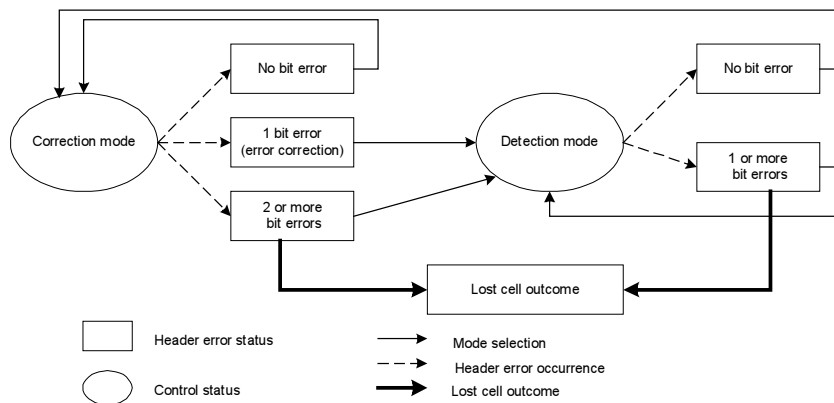 No bit error
No bit error
Correction mode
1 bit error
(error correction)
Detection mode
1 or more
bit errors
2 or more
bit errors
Lost cell outcome
Header error status
Mode selection
Header error occurrence
Control status
Lost cell outcome